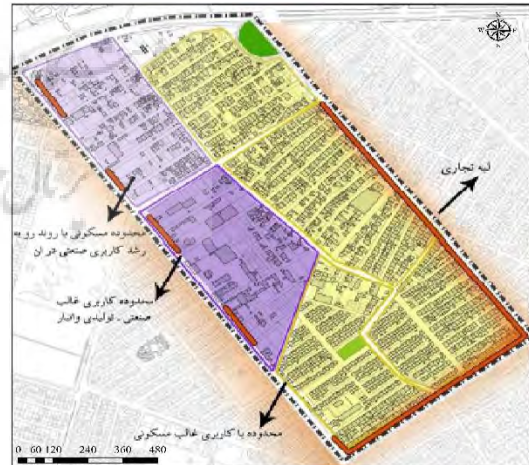 لبه تجاری
محدوده مسکونی با روند رو به
رشد کاربری صنعتی در آن
محدوده کاربری غالب
صنعتی - تولیدی و انبار
محدوده با کاربری غالب مسکونی
0 60 120 240 360 480